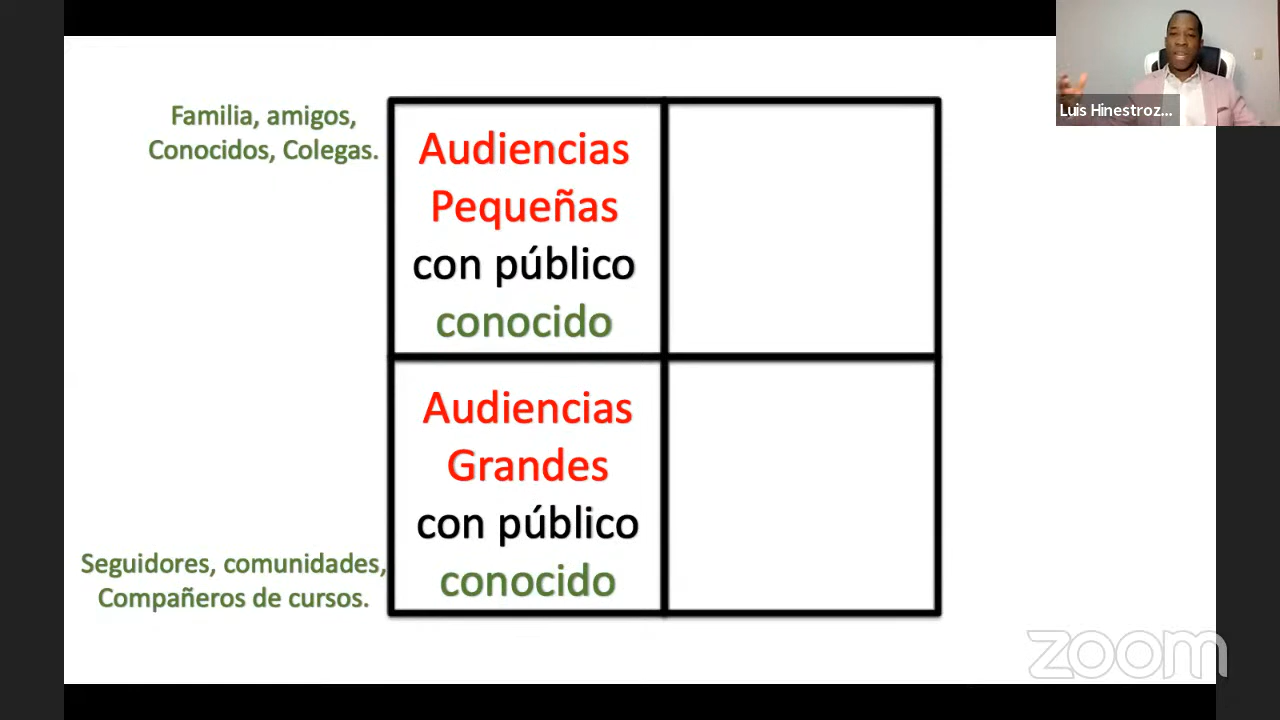 Familia, amigos,
Conocidos, Colegas.
Audiencias
Pequeñas
con público
conocido
Audiencias
Grandes
con público
conocido
Seguidores, comunidades,
Compañeros de cursos.
Luis Hinestroz...
zoom